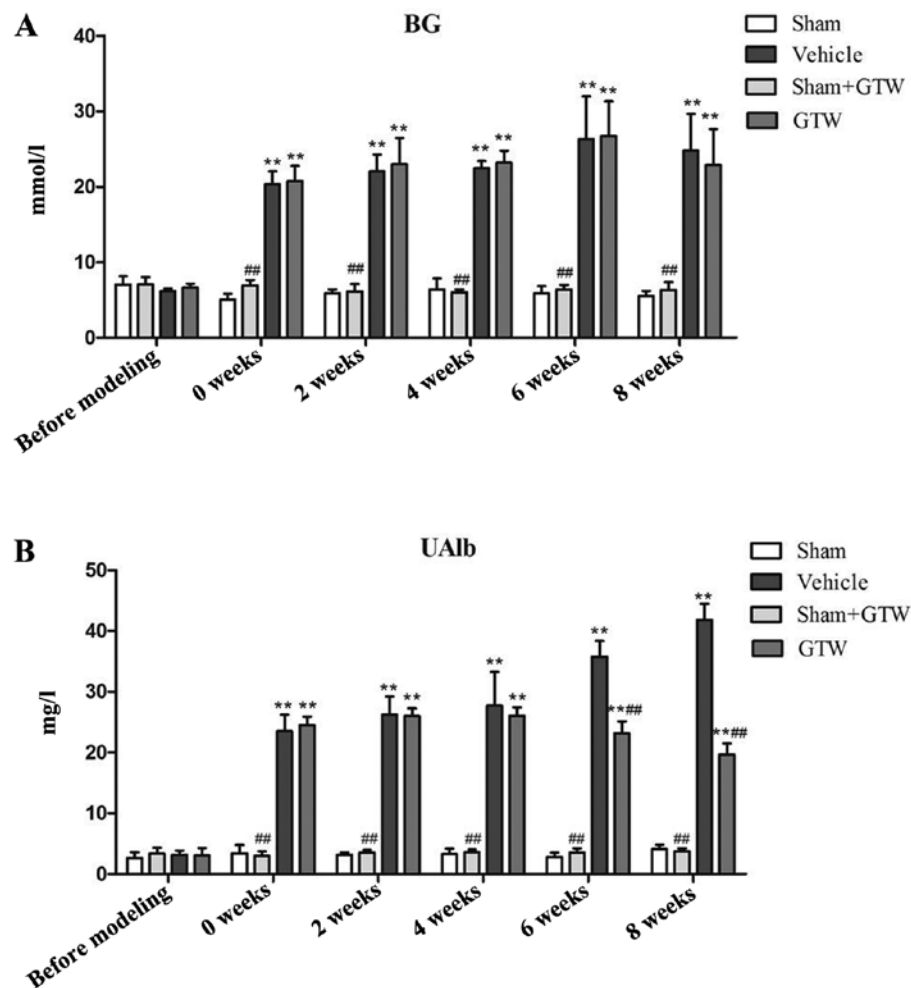 A
BG
Sham
Vehicle
Sham+GTW
GTW
mmol/l
40
30
20
10
0
** **
** **
** **
** **
** **
##
##
##
##
##
Before modeling
0 weeks
2 weeks
4 weeks
6 weeks
8 weeks
B
UAlb
Sham
Vehicle
Sham+GTW
GTW
mg/l
50
40
30
20
10
0
** **
** **
** **
** **##
** **##
##
##
##
##
##
Before modeling
0 weeks
2 weeks
4 weeks
6 weeks
8 weeks